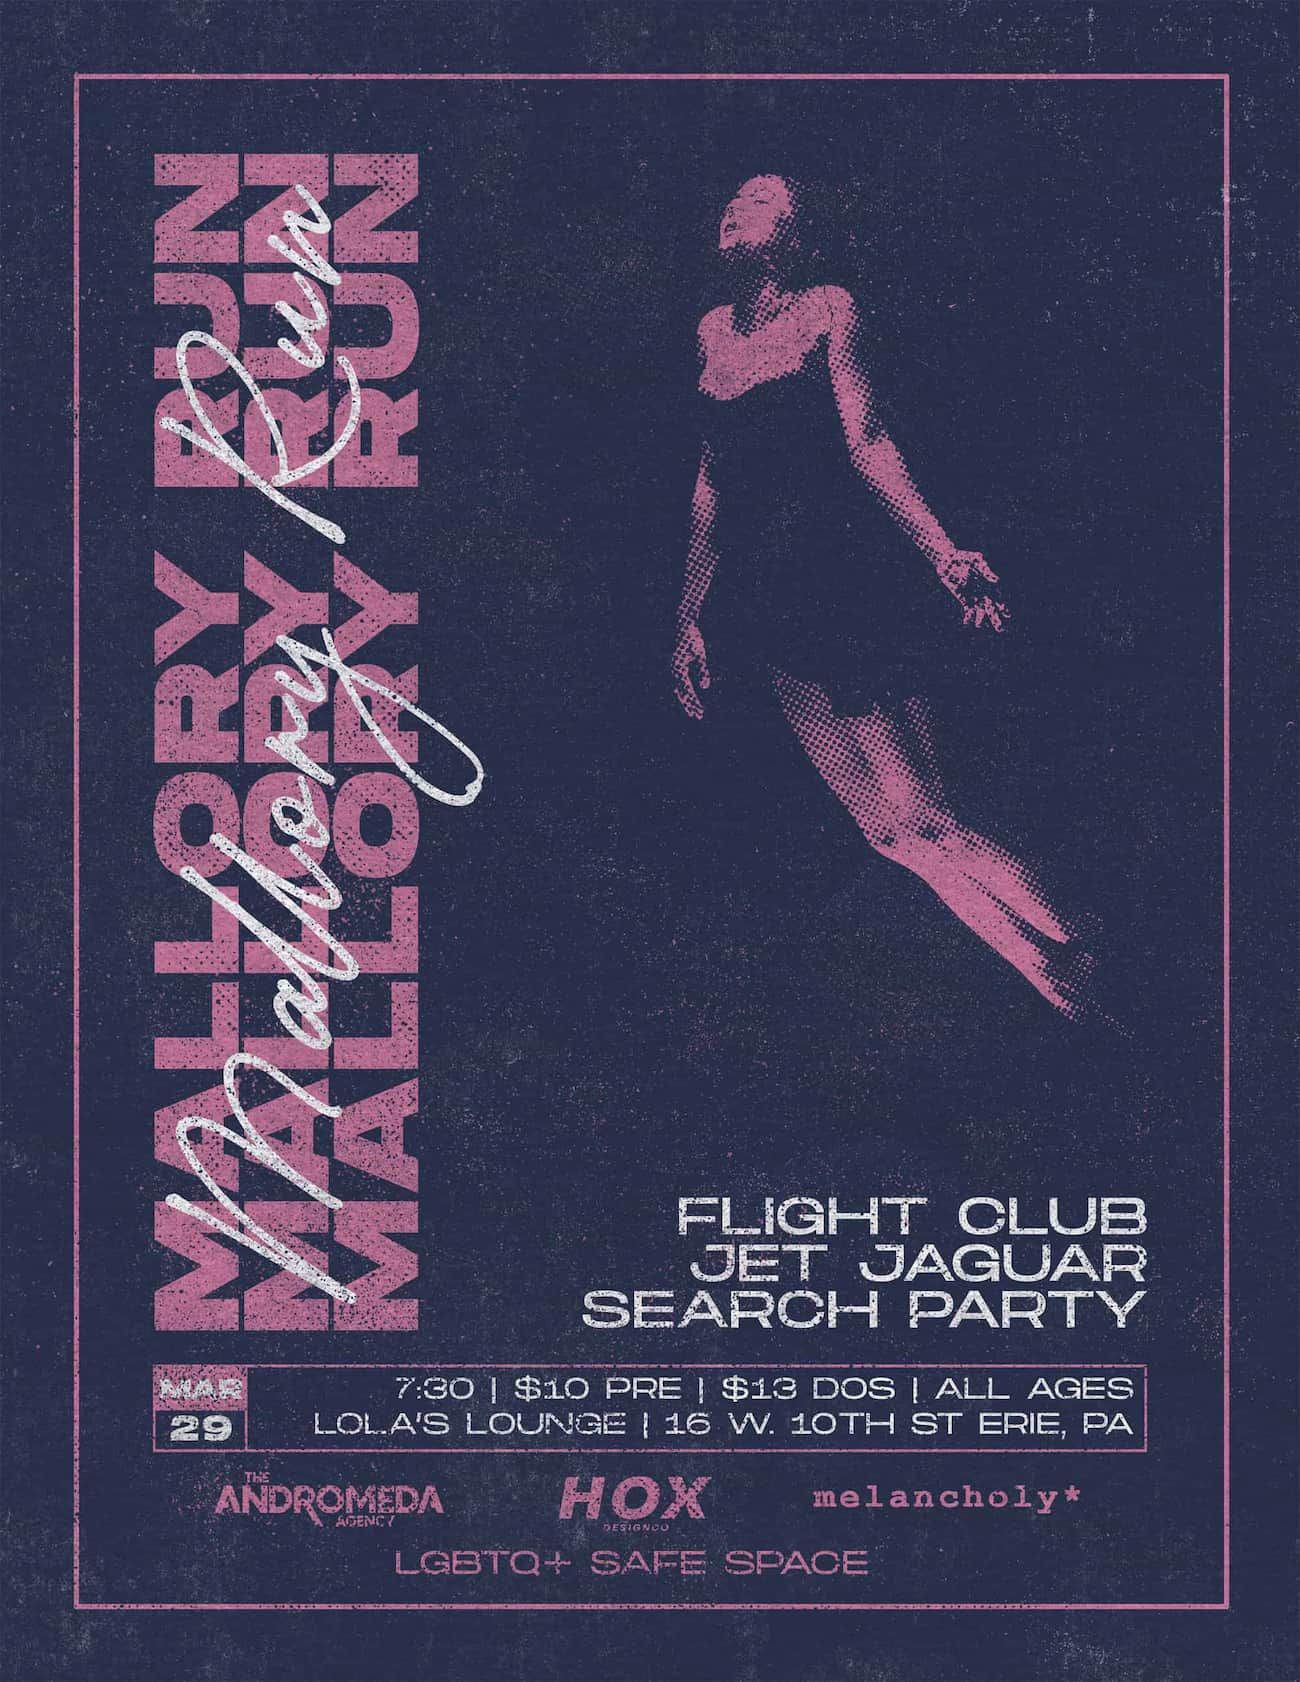 MALLORY RUN
MALLORY RUN
MALLORY RUN
Mallory Run
FLIGHT CLUB
JET JAGUAR
SEARCH PARTY
MAR
29
7:30 | $10 PRE | $13 DOS | ALL AGES
LOLA'S LOUNGE | 16 W. 10TH ST ERIE, PA
THE
ANDROMEDA
AGENCY
HOX
DESIGNCO
melancholy*
LGBTQ+ SAFE SPACE